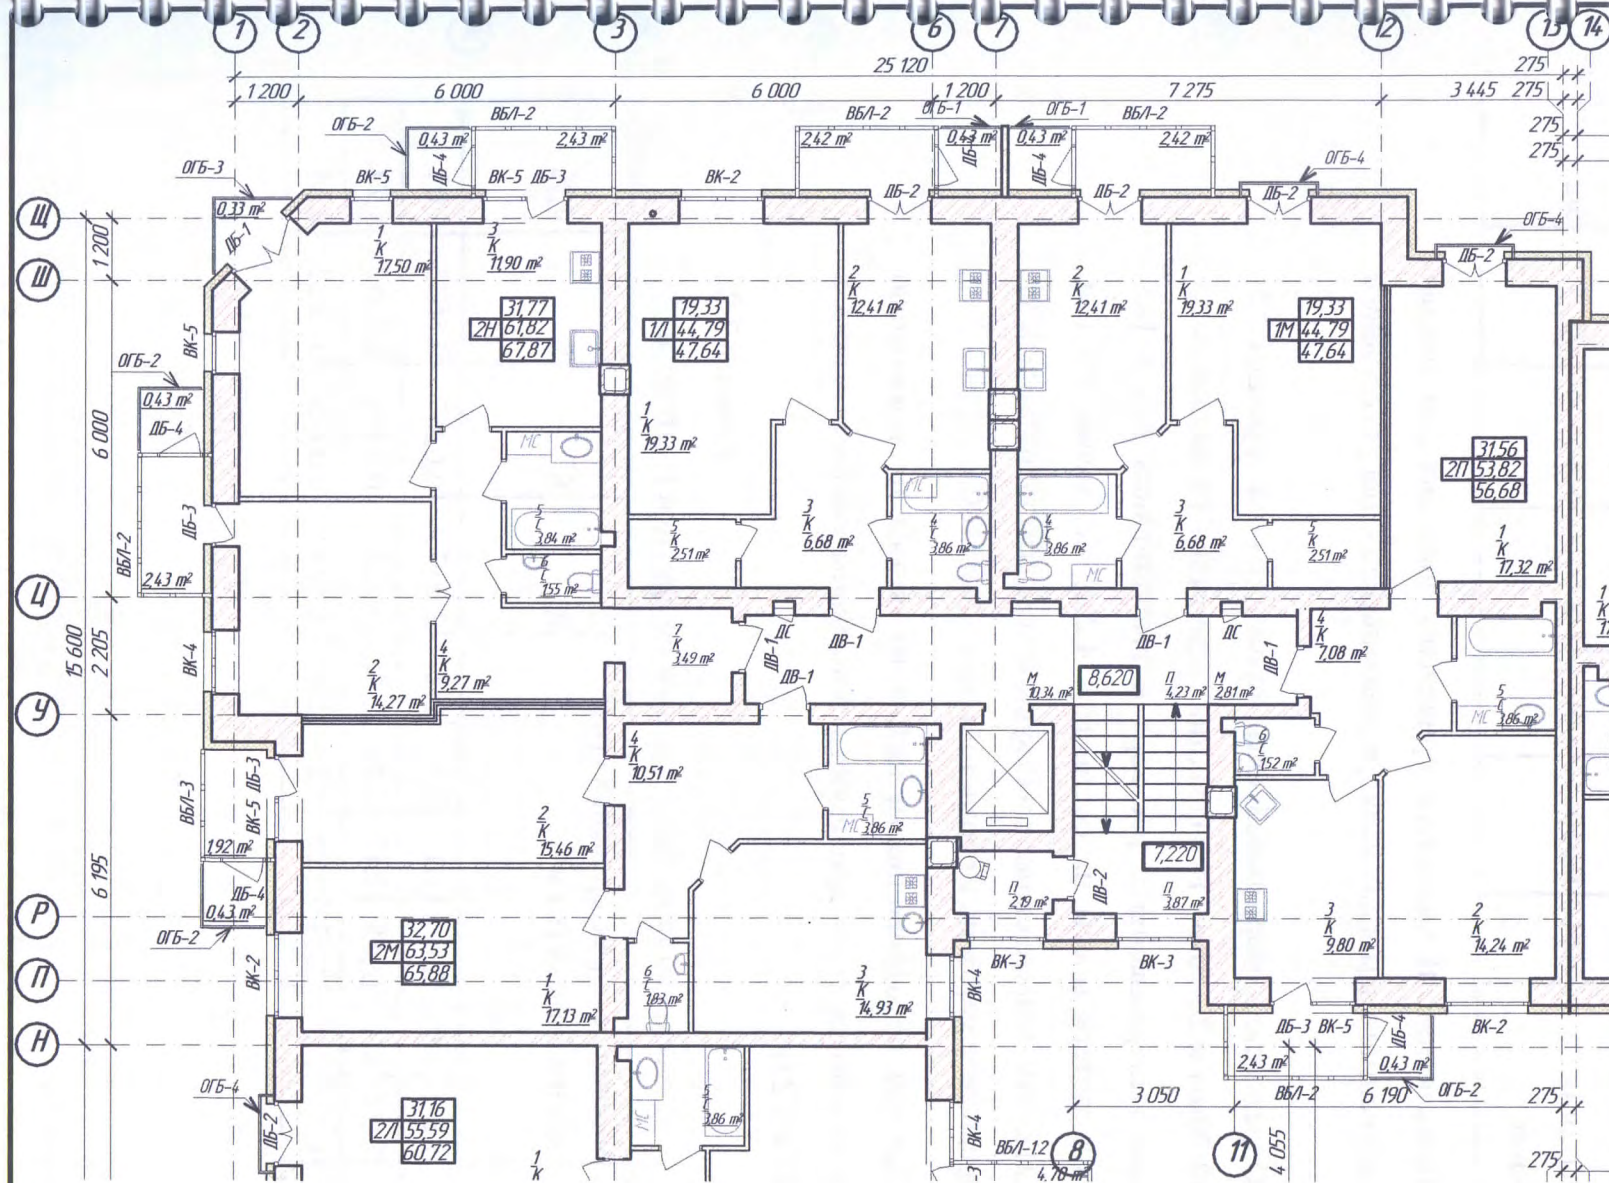 1
2
3
6
7
12
13
14
25 120
275
1 200
6 000
6 000
1 200
7 275
3 445
275
275
275
ОГБ-2
ВБЛ-2
ВБЛ-2
ОГБ-1
ОГБ-1
ВБЛ-2
0,43 m²
2,43 m²
2,42 m²
0,43 m²
0,43 m²
2,42 m²
ДБ-4
ДБ-4
ОГБ-3
ВК-5
ВК-5
ДБ-3
ВК-2
ДБ-2
ДБ-2
ДБ-2
ОГБ-4
ОГБ-4
ДБ-2
Щ
0,33 m²
ДБ-1
1 200
Ш
1
К
17,50 m²
3
К
11,90 m²
2
К
12,41 m²
2
К
12,41 m²
1
К
19,33 m²
31,77
2Н 61,82
67,87
19,33
1Л 44,79
47,64
19,33
1М 44,79
47,64
ВК-5
ОГБ-2
0,43 m²
ДБ-4
6 000
1
К
19,33 m²
МС
31,56
2П 53,82
56,68
МС
5
С
3,84 m²
3
К
6,68 m²
5
К
2,51 m²
4
С
3,86 m²
4
С
3,86 m²
3
К
6,68 m²
5
К
2,51 m²
1
К
17,32 m²
ДБ-3
ВБЛ-2
2,43 m²
6
С
1,55 m²
МС
Ц
ДС
ДВ-1
ДВ-1
ДВ-1
ДС
ДВ-1
4
К
7,08 m²
15 600
2 205
ВК-4
2
К
14,27 m²
4
К
9,27 m²
7
К
3,49 m²
ДВ-1
М
10,34 m²
8,620
П
4,23 m²
М
2,81 m²
5
С
3,86 m²
МС
У
4
К
10,51 m²
6
С
1,52 m²
ВБЛ-3
ВК-5
ДБ-3
1,92 m²
2
К
15,46 m²
5
С
3,86 m²
МС
7,220
6 195
ДБ-4
0,43 m²
ОГБ-2
П
2,19 m²
ДВ-2
П
3,87 m²
Р
32,70
2М 63,53
65,88
3
К
9,80 m²
2
К
14,24 m²
П
ВК-2
1
К
17,13 m²
6
С
1,83 m²
3
К
14,93 m²
ВК-4
ВК-3
ВК-3
Н
ДБ-3
ВК-5
ДБ-4
ВК-2
2,43 m²
0,43 m²
ОГБ-4
ДБ-2
31,16
2Л 55,59
60,72
МС
5
С
3,86 m²
3 050
ВБЛ-2
6 190
ОГБ-2
275
ВК-4
ВБЛ-1.2
8
11
4 055
275
1
К
4.70 m²